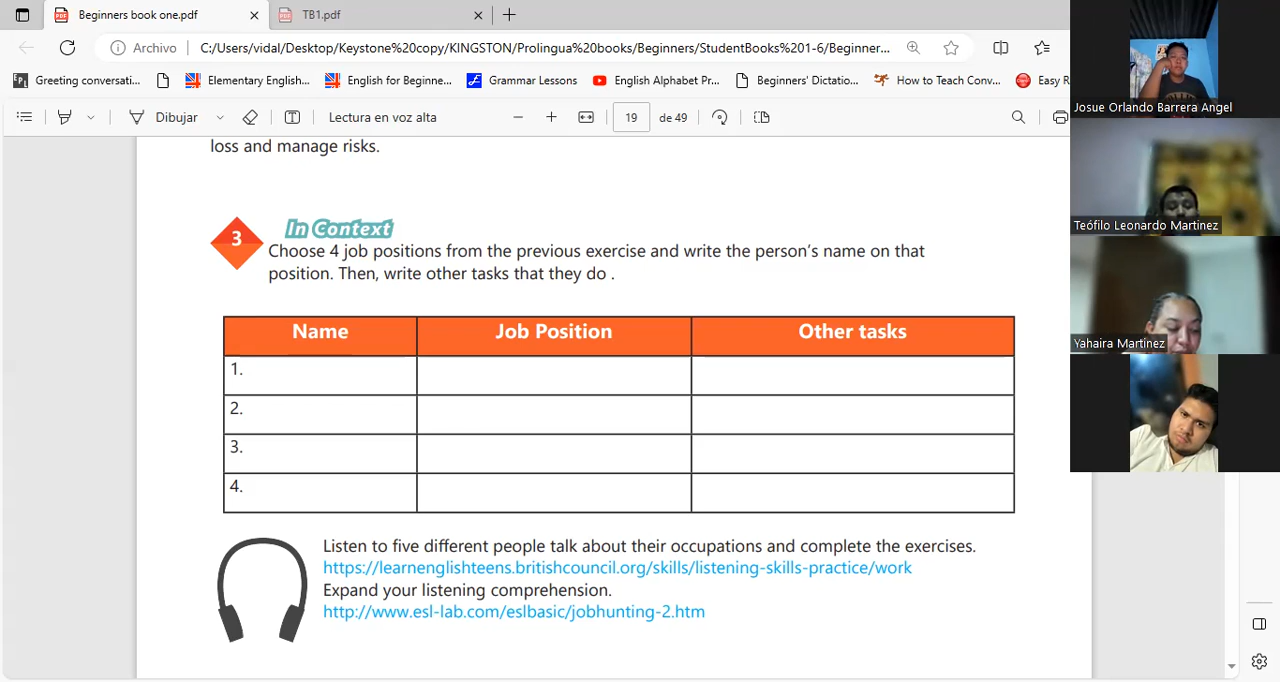 Beginners book one.pdf
TB1.pdf
Archivo
C:/Users/vidal/Desktop/Keystone%20copy/KINGSTON/Prolingua%20books/Beginners/StudentBooks%201-6/Beginner...
Greeting conversati...
Elementary English...
English for Beginne...
Grammar Lessons
English Alphabet Pr...
Beginners' Dictatio...
How to Teach Conv...
Easy R
Dibujar
Lectura en voz alta
19
de 49
loss and manage risks.
3
In Context
Choose 4 job positions from the previous exercise and write the person's name on that
position. Then, write other tasks that they do .
Name
Job Position
Other tasks
1.
2.
3.
4.
Listen to five different people talk about their occupations and complete the exercises.
https://learnenglishteens.britishcouncil.org/skills/listening-skills-practice/work
Expand your listening comprehension.
http://www.esl-lab.com/eslbasic/jobhunting-2.htm
Josue Orlando Barrera Angel
Teófilo Leonardo Martinez
Yahaira Martínez